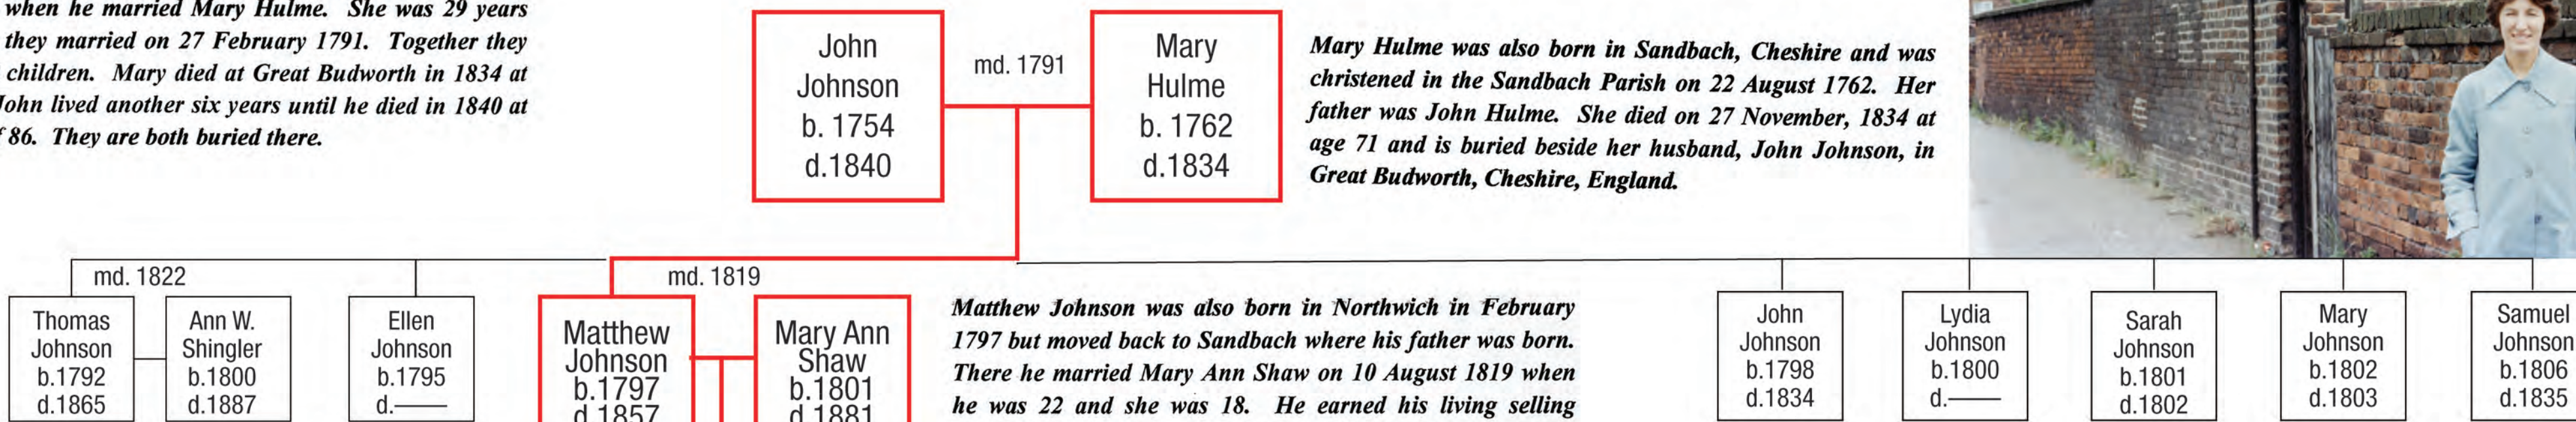 when he married Mary Hulme. She was 29 years
they married on 27 February 1791. Together they
children. Mary died at Great Budworth in 1834 at
John lived another six years until he died in 1840 at
86. They are both buried there.
John
Johnson
b. 1754
d.1840
md. 1791
Mary
Hulme
b. 1762
d.1834
Mary Hulme was also born in Sandbach, Cheshire and was
christened in the Sandbach Parish on 22 August 1762. Her
father was John Hulme. She died on 27 November, 1834 at
age 71 and is buried beside her husband, John Johnson, in
Great Budworth, Cheshire, England.
md. 1822
Thomas
Johnson
b.1792
d.1865
Ann W.
Shingler
b.1800
d.1887
Ellen
Johnson
b.1795
d.——
md. 1819
Matthew
Johnson
b.1797
d.1857
Mary Ann
Shaw
b.1801
d.1881
Matthew Johnson was also born in Northwich in February
1797 but moved back to Sandbach where his father was born.
There he married Mary Ann Shaw on 10 August 1819 when
he was 22 and she was 18. He earned his living selling
John
Johnson
b.1798
d.1834
Lydia
Johnson
b.1800
d.——
Sarah
Johnson
b.1801
d.1802
Mary
Johnson
b.1802
d.1803
Samuel
Johnson
b.1806
d.1835